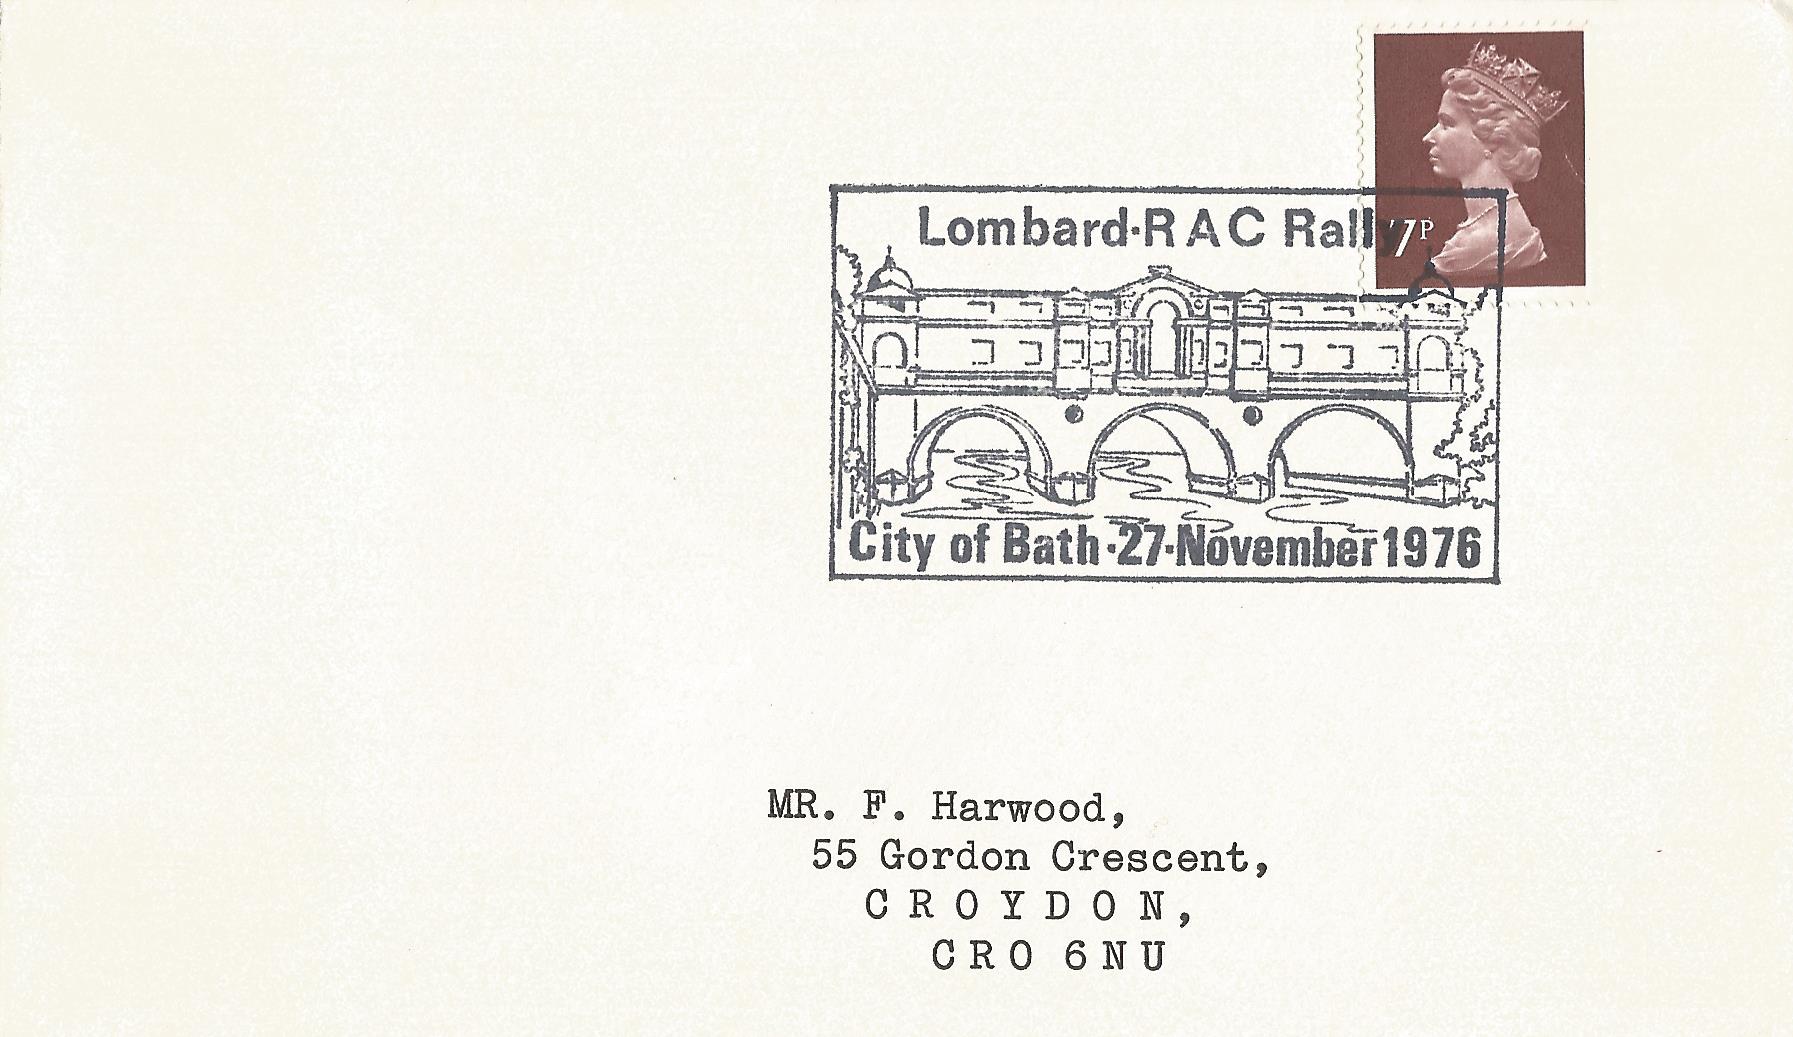 Lombard·RAC Rally
7P
City of Bath·27·November 1976
MR. F. Harwood,
55 Gordon Crescent,
CROYDON,
CRO 6NU